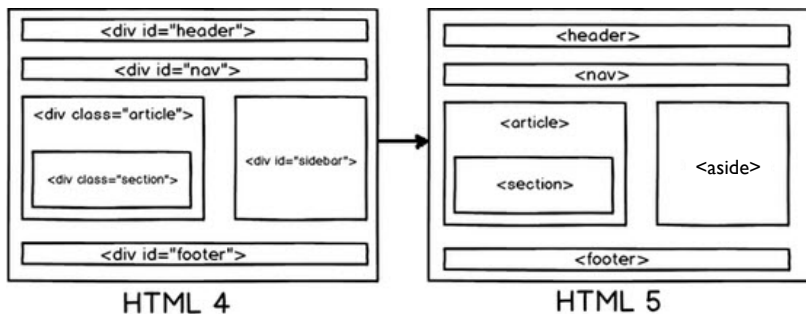 <div id="header">
<div id="nav">
<div class="article">
<div class="section">
<div id="sidebar">
<div id="footer">
HTML 4
<header>
<nav>
<article>
<section>
<aside>
<footer>
HTML 5